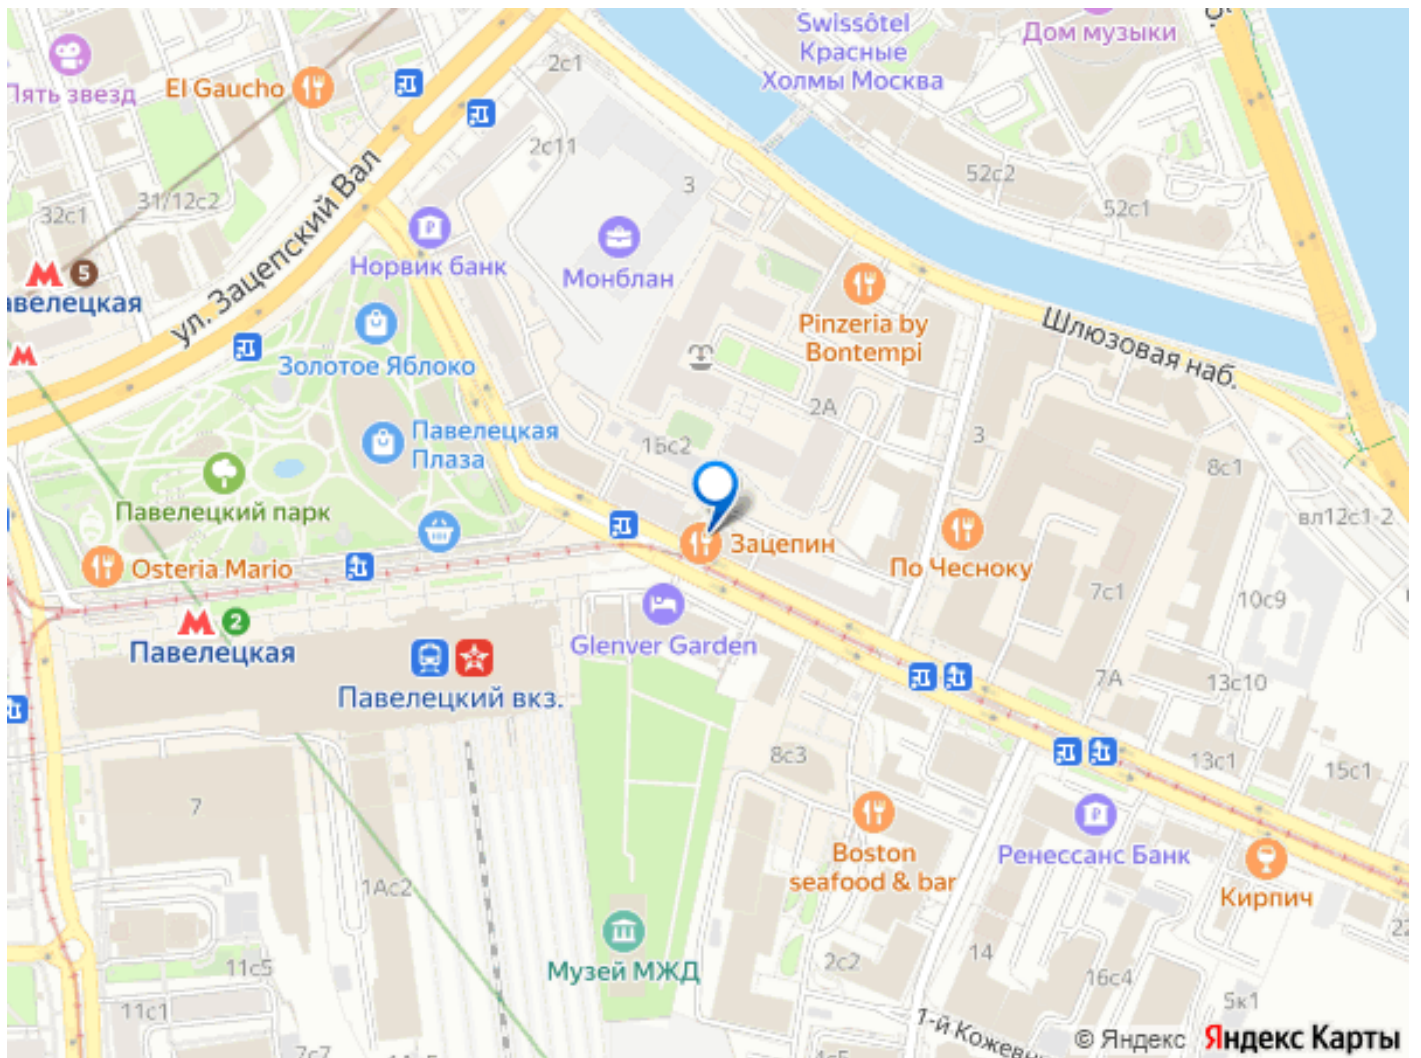 Swissôtel
Красные
Холмы Москва
Дом музыки
Пять звезд
El Gaucho
2с1
2с11
3
52с2
52с1
31/12с2
32с1
ул. Зацепский Вал
5
Норвик банк
Монблан
Pinzeria by
Bontempi
Шлюзовая наб.
Золотое Яблоко
Павелецкая
Плаза
2А
3
1Бс2
8с1
Павелецкий парк
вл12с1-2
Зацепин
По Чесноку
Osteria Mario
7с1
10с9
2
Павелецкая
Glenver Garden
Павелецкий вкз.
7А
13с10
8с3
13с1
15с1
7
Ренессанс Банк
Boston
seafood & bar
Кирпич
1Ас2
Музей МЖД
11с5
2с2
14
16с4
5к1
11с1
© Яндекс Яндекс Карты